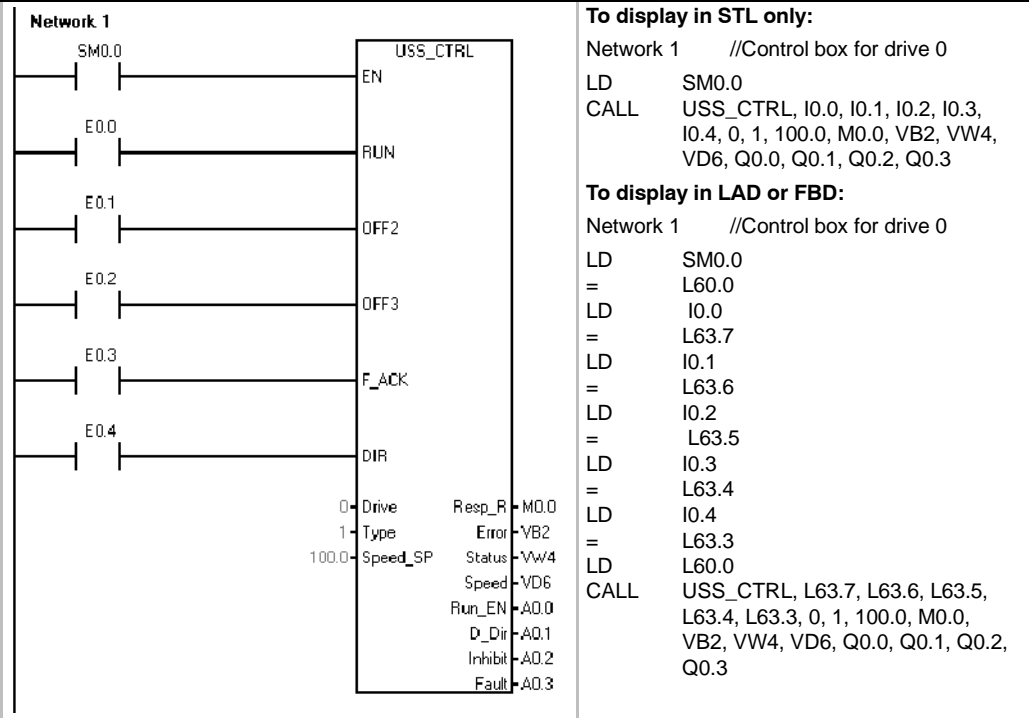 Network 1
SM0.0
USS_CTRL
EN
E0.0
RUN
E0.1
OFF2
E0.2
OFF3
E0.3
F_ACK
E0.4
DIR
0 Drive Resp_R M0.0
1 Type Error VB2
100.0 Speed_SP Status VW4
Speed VD6
Run_EN A0.0
D_Dir A0.1
Inhibit A0.2
Fault A0.3
To display in STL only:
Network 1 //Control box for drive 0
LD SM0.0
CALL USS_CTRL, I0.0, I0.1, I0.2, I0.3,
I0.4, 0, 1, 100.0, M0.0, VB2, VW4,
VD6, Q0.0, Q0.1, Q0.2, Q0.3
To display in LAD or FBD:
Network 1 //Control box for drive 0
LD SM0.0
= L60.0
LD I0.0
= L63.7
LD I0.1
= L63.6
LD I0.2
= L63.5
LD I0.3
= L63.4
LD I0.4
= L63.3
LD L60.0
CALL USS_CTRL, L63.7, L63.6, L63.5,
L63.4, L63.3, 0, 1, 100.0, M0.0,
VB2, VW4, VD6, Q0.0, Q0.1, Q0.2,
Q0.3